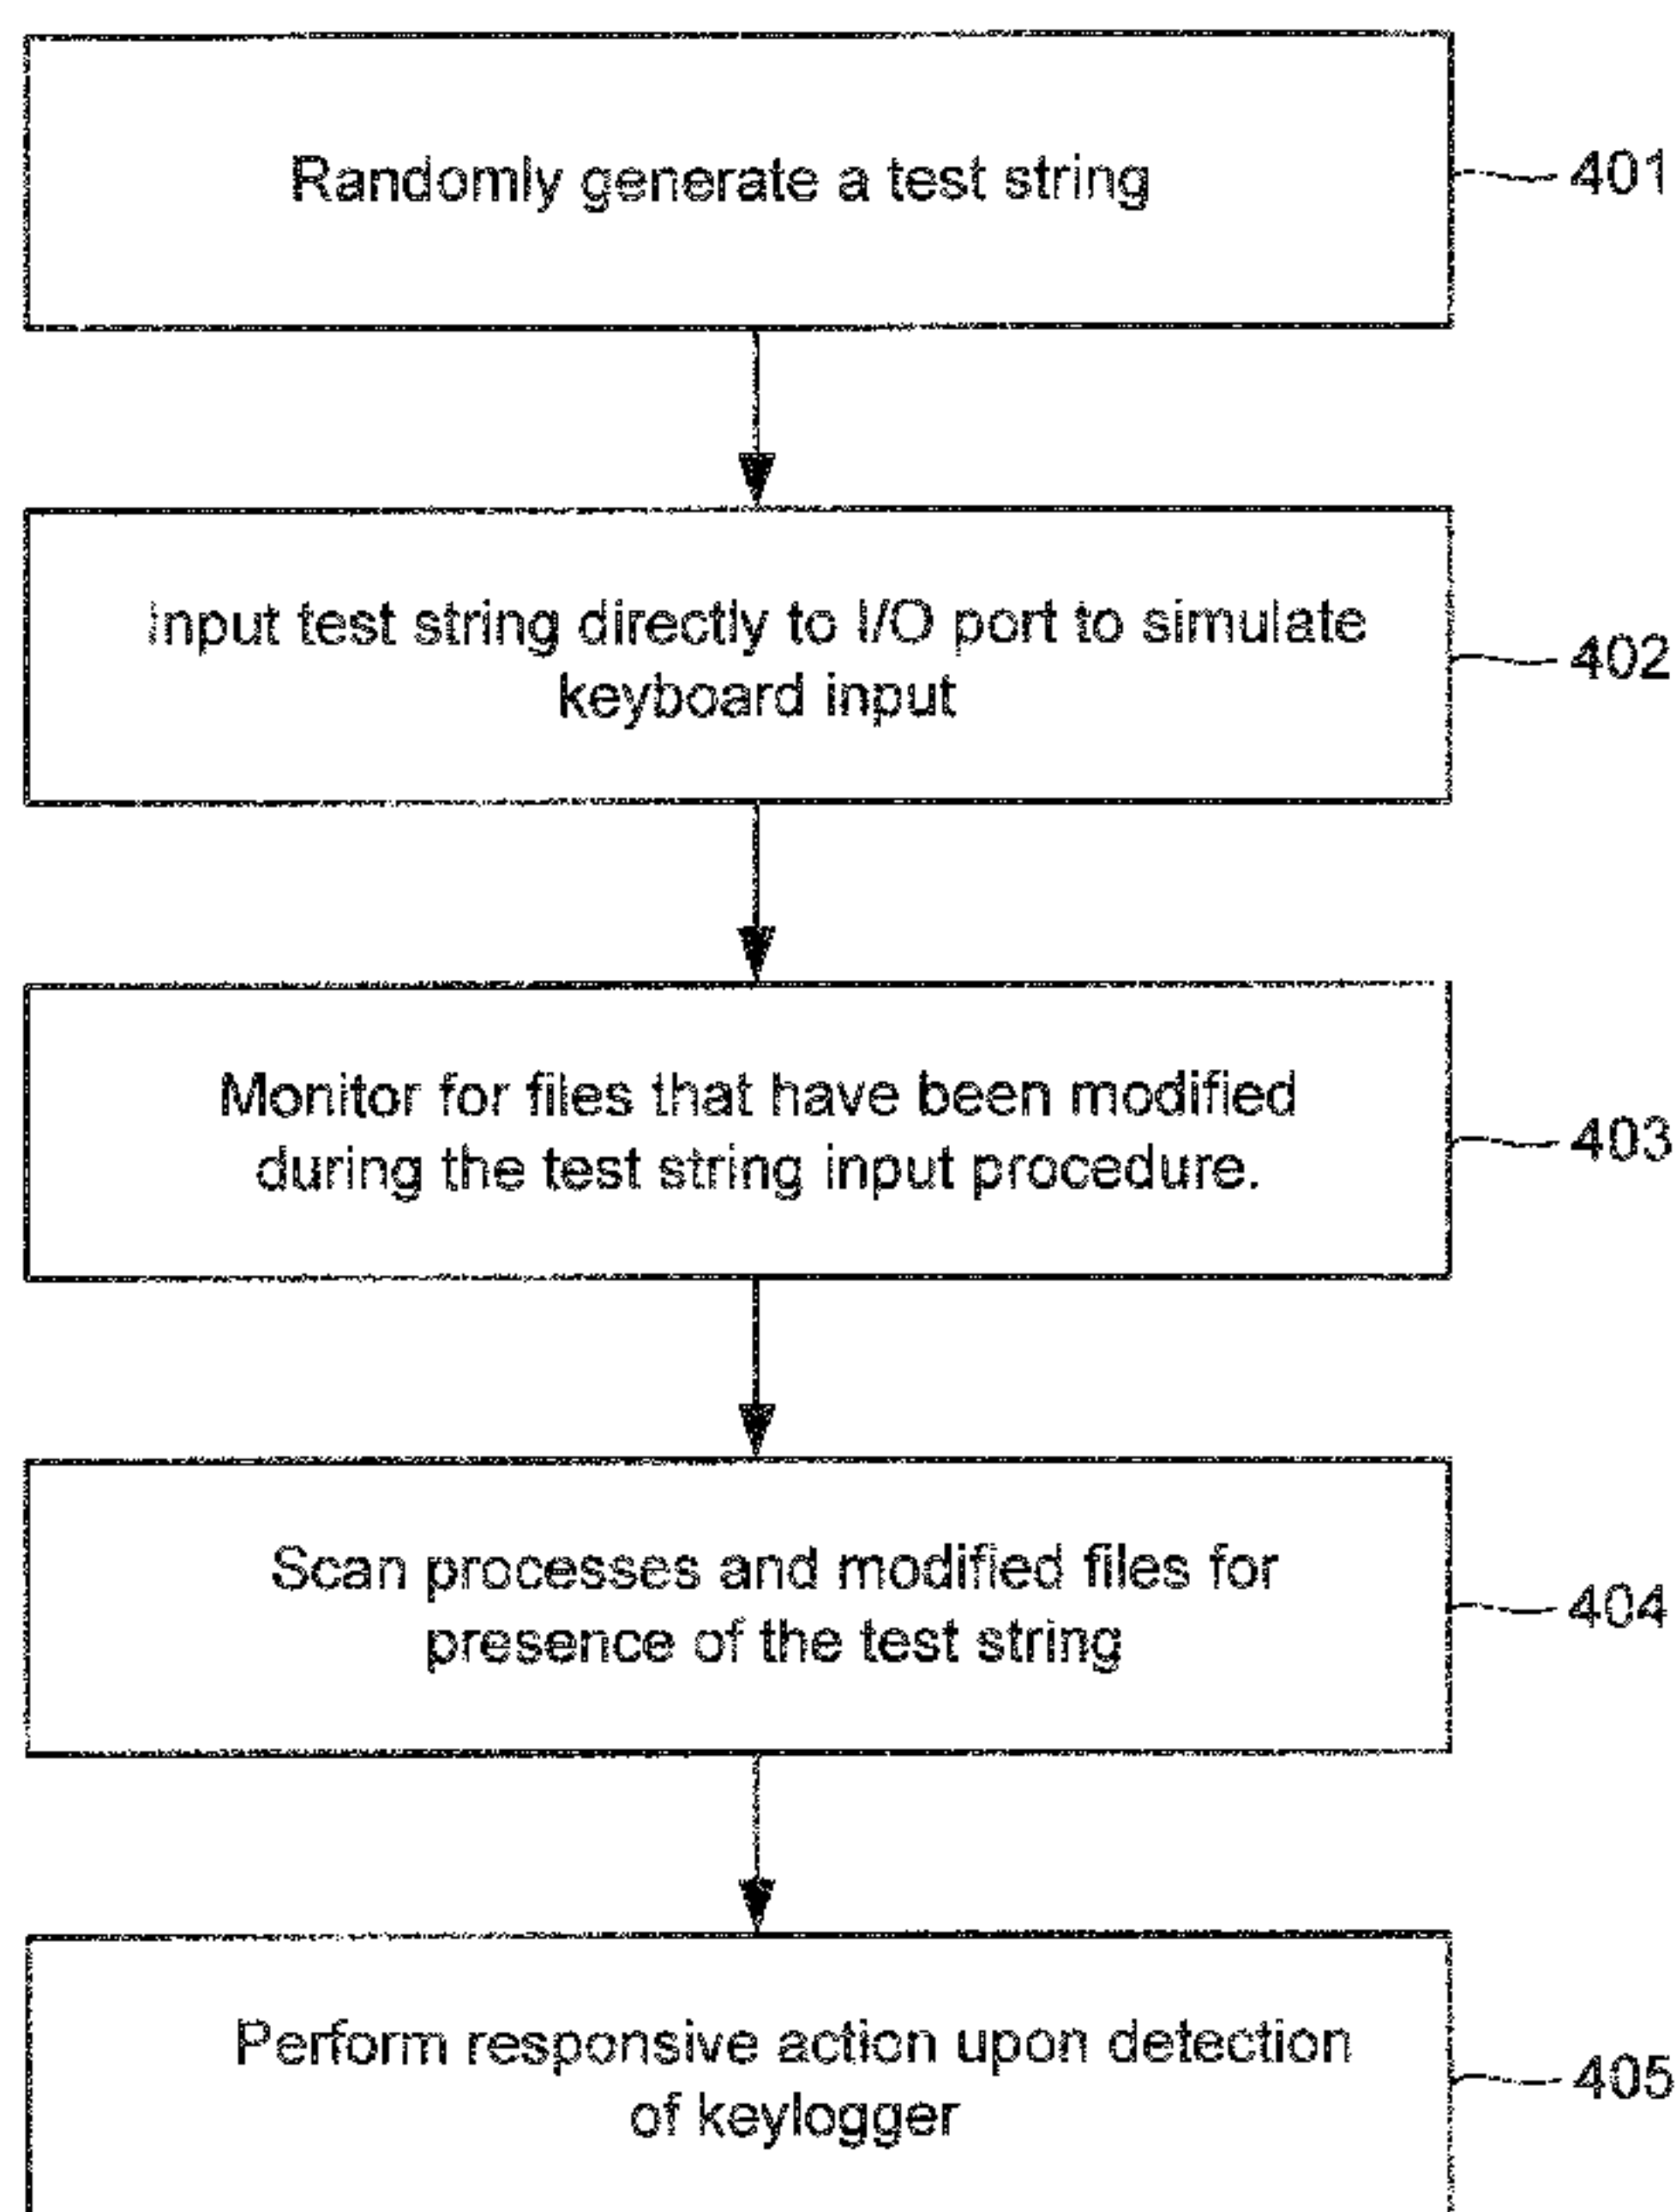 Randomly generate a test string
401
Input test string directly to I/O port to simulate
keyboard input
402
Monitor for files that have been modified
during the test string input procedure.
403
Scan processes and modified files for
presence of the test string
404
Perform responsive action upon detection
of keylogger
405